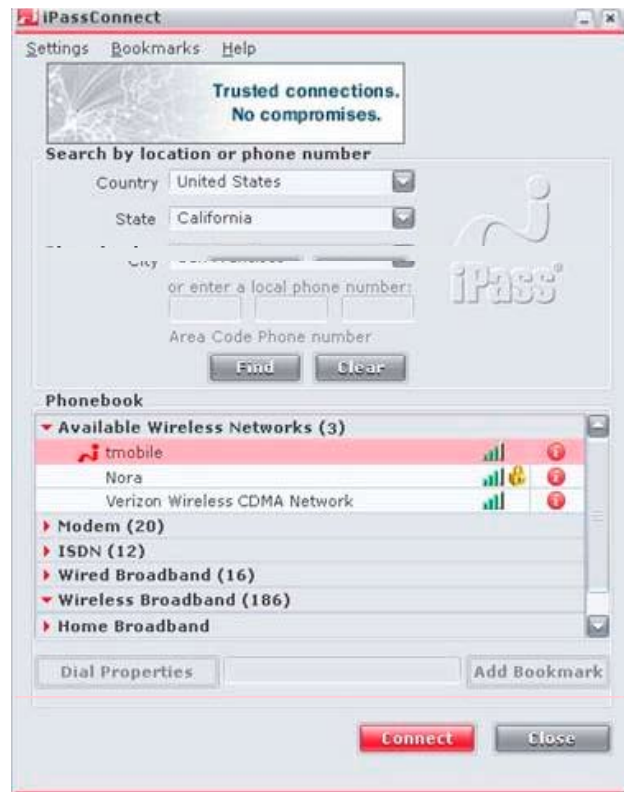 iPassConnect
Settings Bookmarks Help
Trusted connections.
No compromises.
Search by location or phone number
Country United States
State California
City
or enter a local phone number:
Area Code Phone number
Find Clear
iPass®
Phonebook
Available Wireless Networks (3)
tmobile
Nora
Verizon Wireless CDMA Network
Modem (20)
ISDN (12)
Wired Broadband (16)
Wireless Broadband (186)
Home Broadband
Dial Properties Add Bookmark
Connect Close